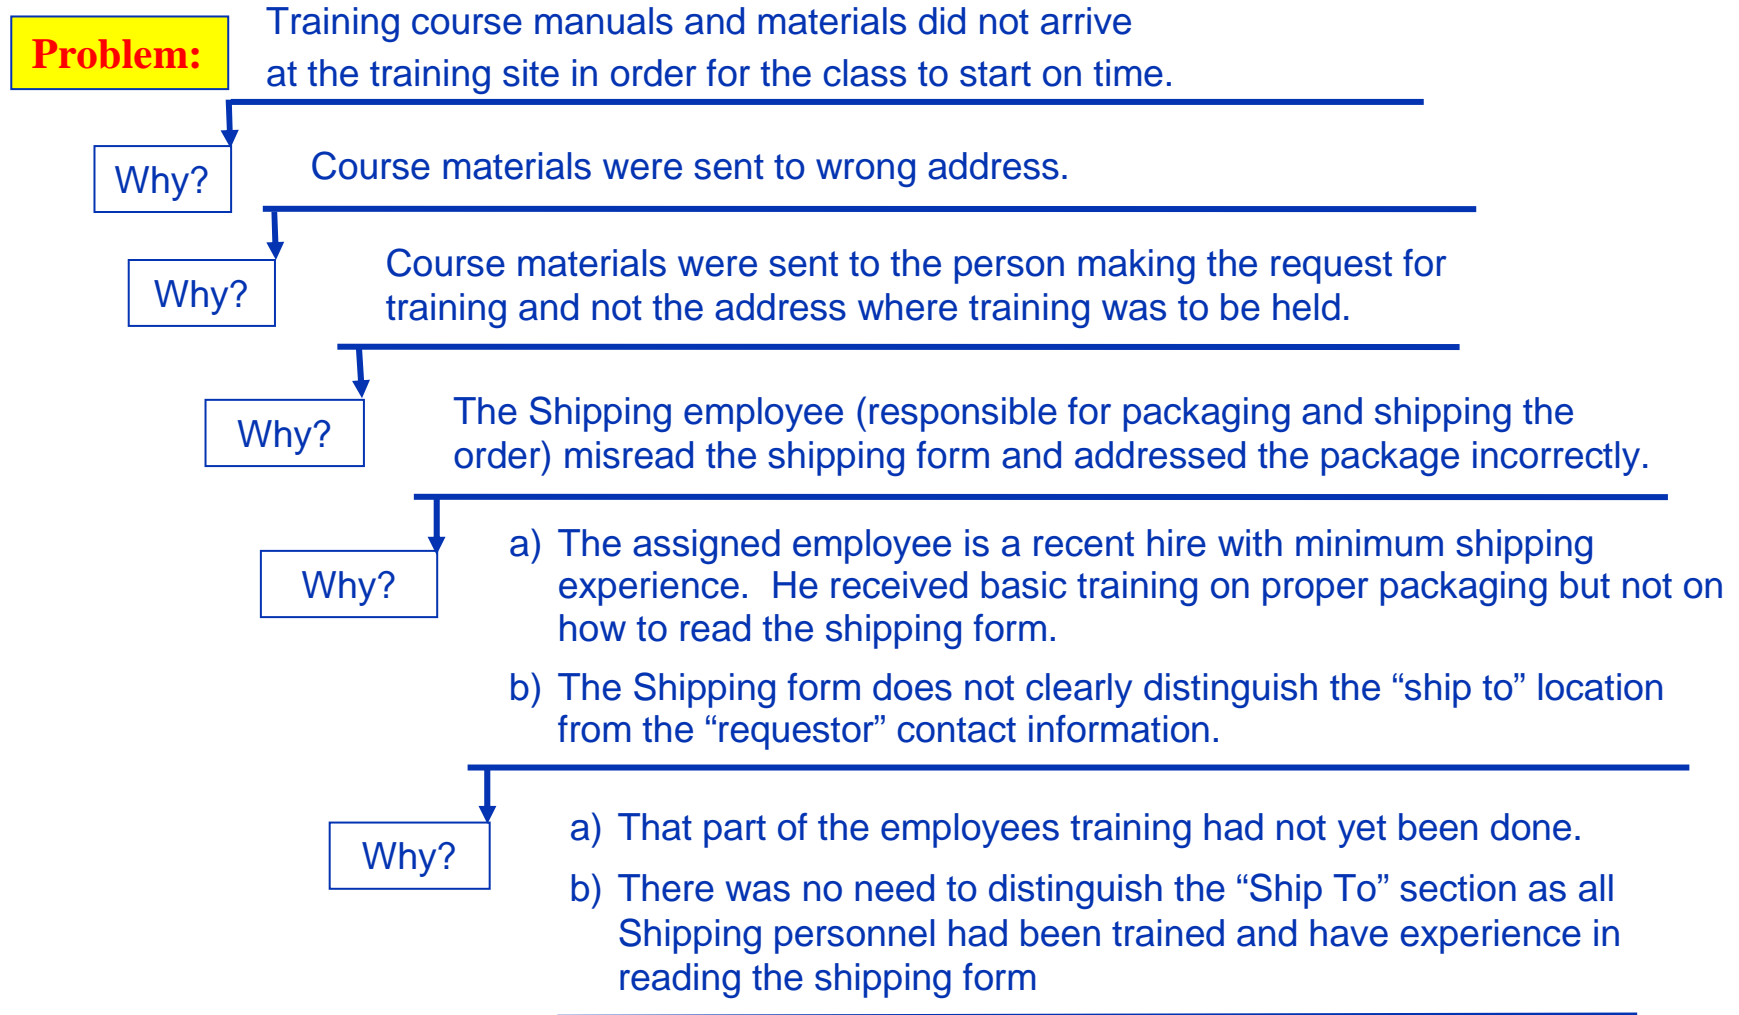 Problem:
Training course manuals and materials did not arrive
at the training site in order for the class to start on time.
Why?
Course materials were sent to wrong address.
Why?
Course materials were sent to the person making the request for
training and not the address where training was to be held.
Why?
The Shipping employee (responsible for packaging and shipping the
order) misread the shipping form and addressed the package incorrectly.
Why?
a) The assigned employee is a recent hire with minimum shipping
experience.  He received basic training on proper packaging but not on
how to read the shipping form.
b) The Shipping form does not clearly distinguish the “ship to” location
from the “requestor” contact information.
Why?
a) That part of the employees training had not yet been done.
b) There was no need to distinguish the “Ship To” section as all
Shipping personnel had been trained and have experience in
reading the shipping form